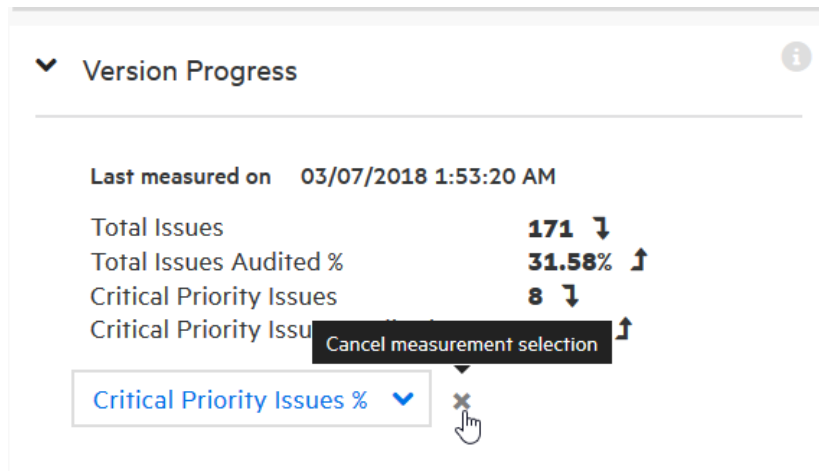 Version Progress
Last measured on 03/07/2018 1:53:20 AM
Total Issues 171
Total Issues Audited % 31.58%
Critical Priority Issues 8
Critical Priority
Cancel measurement selection
Critical Priority Issues %